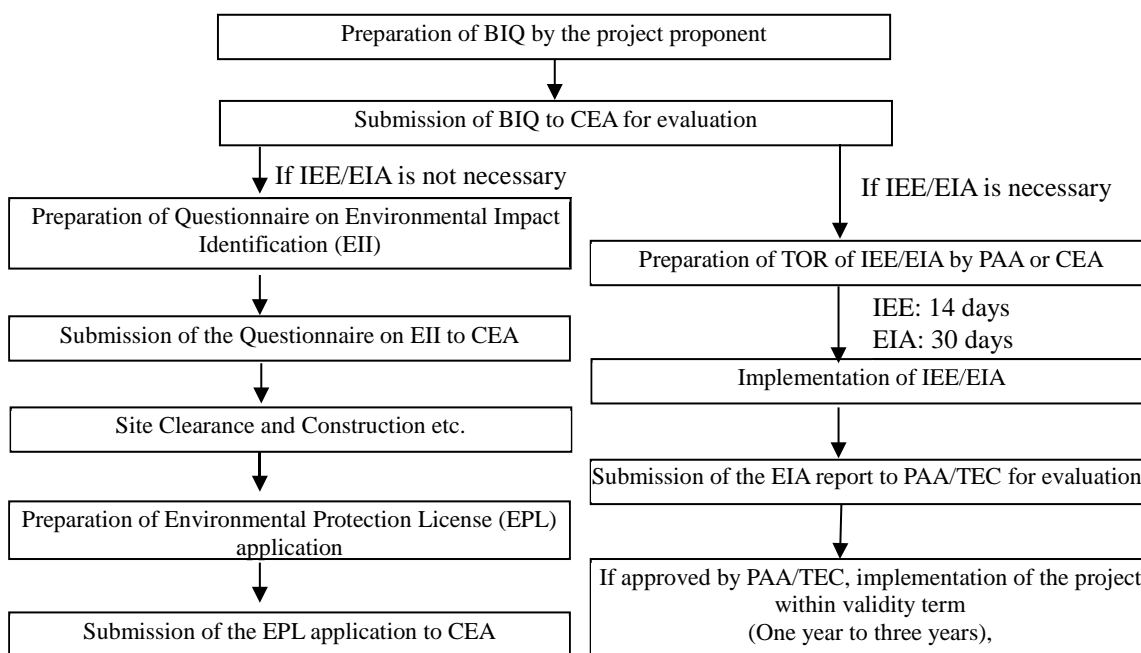 Preparation of BIQ by the project proponent
Submission of BIQ to CEA for evaluation
If IEE/EIA is not necessary
If IEE/EIA is necessary
Preparation of Questionnaire on Environmental Impact
Identification (EII)
Preparation of TOR of IEE/EIA by PAA or CEA
IEE: 14 days
EIA: 30 days
Submission of the Questionnaire on EII to CEA
Implementation of IEE/EIA
Site Clearance and Construction etc.
Submission of the EIA report to PAA/TEC for evaluation
Preparation of Environmental Protection License (EPL)
application
If approved by PAA/TEC, implementation of the project
within validity term
(One year to three years),
Submission of the EPL application to CEA